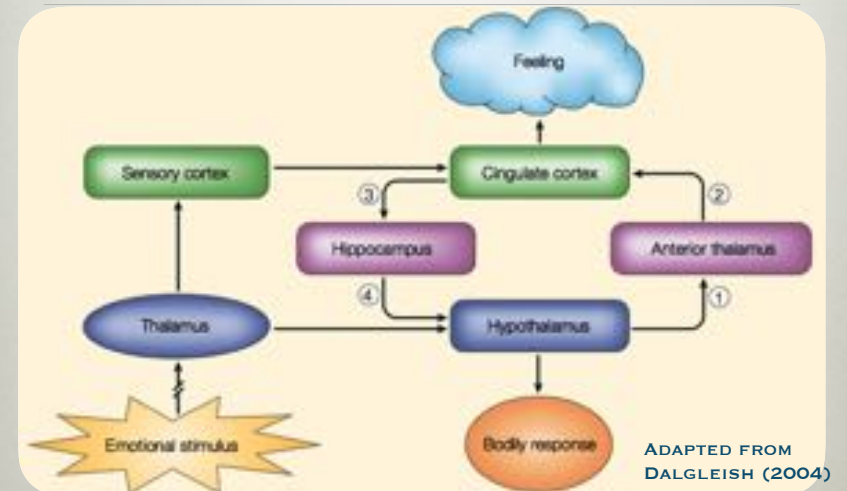 Feeling
Sensory cortex
Cingulate cortex
③
②
Hippocampus
Anterior thalamus
④
①
Thalamus
Hypothalamus
Emotional stimulus
Bodily response
ADAPTED FROM
DALGLEISH (2004)